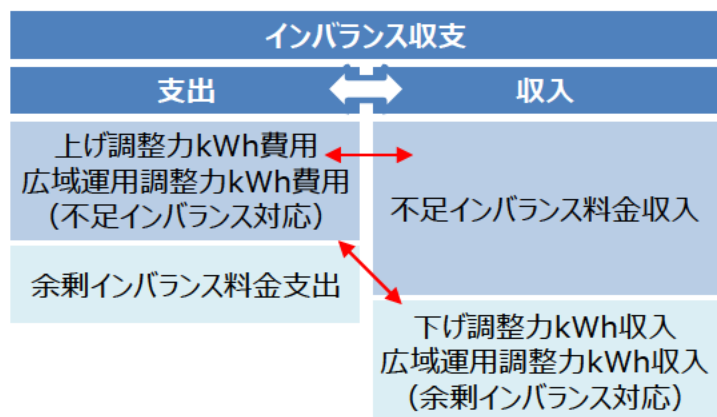 インバランス収支
支出
収入
上げ調整力kWh費用
広域運用調整力kWh費用
（不足インバランス対応）
余剰インバランス料金支出
不足インバランス料金収入
下げ調整力kWh収入
広域運用調整力kWh収入
（余剰インバランス対応）